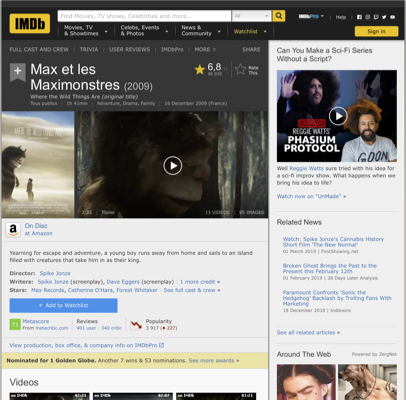 IMDb
Find Movies, TV shows, Celebrities and more...
All
IMDbPro
Help
Movies, TV
& Showtimes
Celebs, Events
& Photos
News &
Community
Watchlist
Sign in
FULL CAST AND CREW | TRIVIA | USER REVIEWS | IMDbPro | MORE
SHARE
Max et les
Maximonstres (2009)
Where the Wild Things Are (original title)
Tous publics | 1h 41min | Adventure, Drama, Family | 16 December 2009 (France)
6,8
Rate
This
2:35 | Trailer
13 VIDEOS | 95 IMAGES
On Disc
at Amazon
Yearning for escape and adventure, a young boy runs away from home and sails to an island
filled with creatures that take him in as their king.
Director: Spike Jonze
Writers: Spike Jonze (screenplay), Dave Eggers (screenplay) | 1 more credit »
Stars: Max Records, Catherine O'Hara, Forest Whitaker | See full cast & crew »
+ Add to Watchlist
71
Metascore
From metacritic.com
Reviews
401 user | 340 critic
Popularity
3 917 (227)
View production, box office, & company info on IMDbPro
Nominated for 1 Golden Globe. Another 7 wins & 53 nominations. See more awards »
Videos
Can You Make a Sci-Fi Series
Without a Script?
REGGIE WATTS'
PHASIUM
PROTOCOL
Well Reggie Watts sure tried with his idea
for a sci-fi improv show. What happens when we
bring his idea to life?
Watch now on "UnMade" »
Related News
Watch: Spike Jonze's Cannabis History
Short Film 'The New Normal'
01 March 2019 | FirstShowing.net
Broken Ghost Brings the Past to the
Present this February 12th
01 February 2019 | 28 Days Later Analysis
Paramount Confronts 'Sonic the
Hedgehog' Backlash by Trolling Fans With
Marketing
18 December 2018 | Indiewire
See all related articles »
Around The Web
Powered by ZergNet